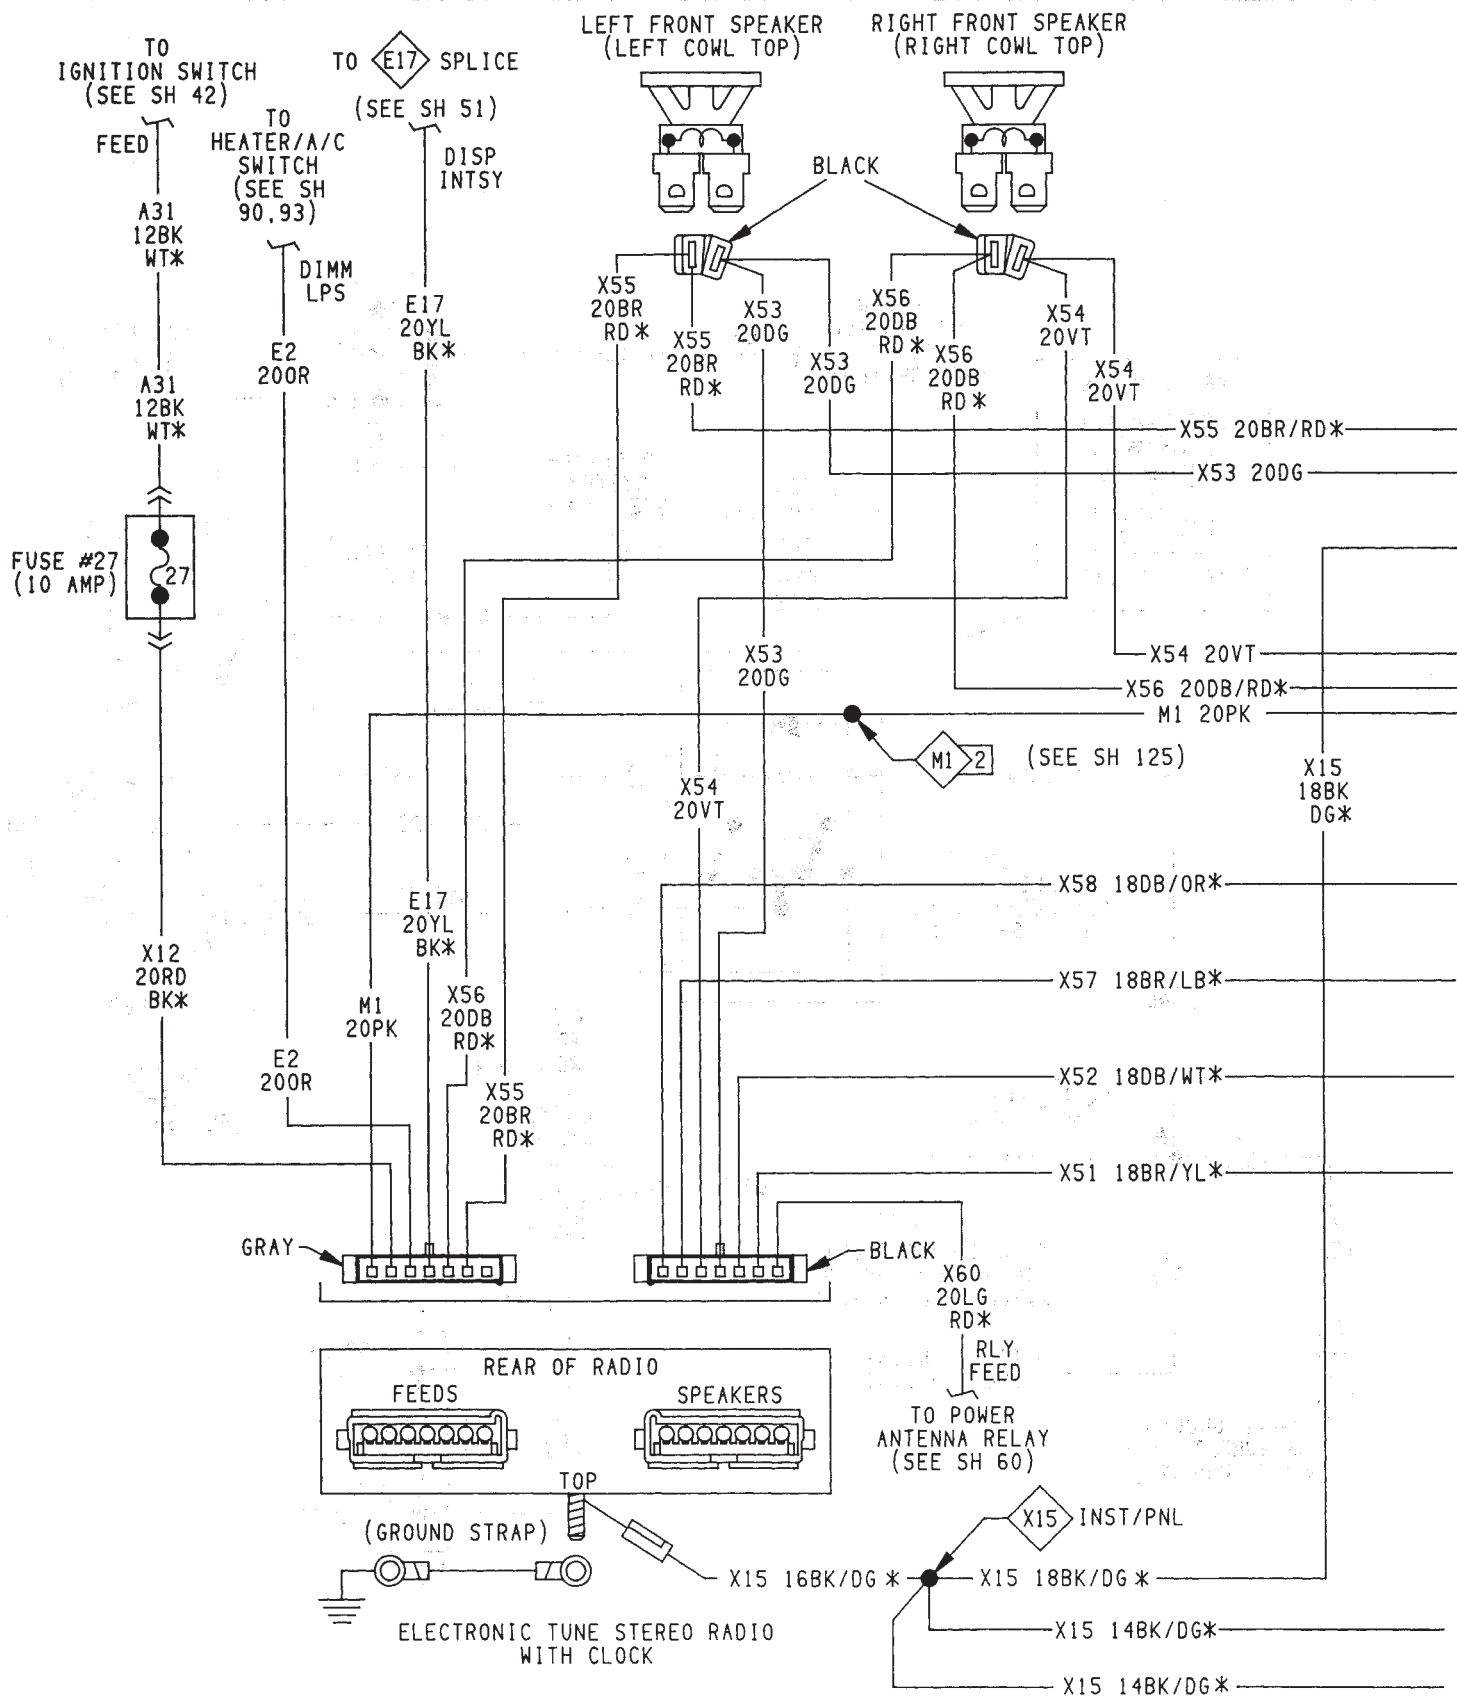 TO
IGNITION SWITCH
(SEE SH 42)
FEED
TO
HEATER/A/C
SWITCH
(SEE SH
90,93)
DIMM
LPS
TO E17 SPLICE
(SEE SH 51)
DISP
INTSY
LEFT FRONT SPEAKER
(LEFT COWL TOP)
RIGHT FRONT SPEAKER
(RIGHT COWL TOP)
BLACK
A31
12BK
WT*
A31
12BK
WT*
E2
20OR
E17
20YL
BK*
X55
20BR
RD*
X55
20BR
RD*
X53
20DG
X53
20DG
X56
20DB
RD*
X56
20DB
RD*
X54
20VT
X54
20VT
X55 20BR/RD*
X53 20DG
FUSE #27
(10 AMP)
27
X53
20DG
X54 20VT
X56 20DB/RD*
M1 20PK
M1 2 (SEE SH 125)
X15
18BK
DG*
X54
20VT
X58 18DB/OR*
E17
20YL
BK*
X12
20RD
BK*
M1
20PK
X56
20DB
RD*
X57 18BR/LB*
E2
20OR
X55
20BR
RD*
X52 18DB/WT*
X51 18BR/YL*
GRAY
BLACK
X60
20LG
RD*
RLY
FEED
TO POWER
ANTENNA RELAY
(SEE SH 60)
REAR OF RADIO
FEEDS
SPEAKERS
TOP
(GROUND STRAP)
X15 INST/PNL
X15 16BK/DG *
X15 18BK/DG *
X15 14BK/DG*
X15 14BK/DG*
ELECTRONIC TUNE STEREO RADIO
WITH CLOCK